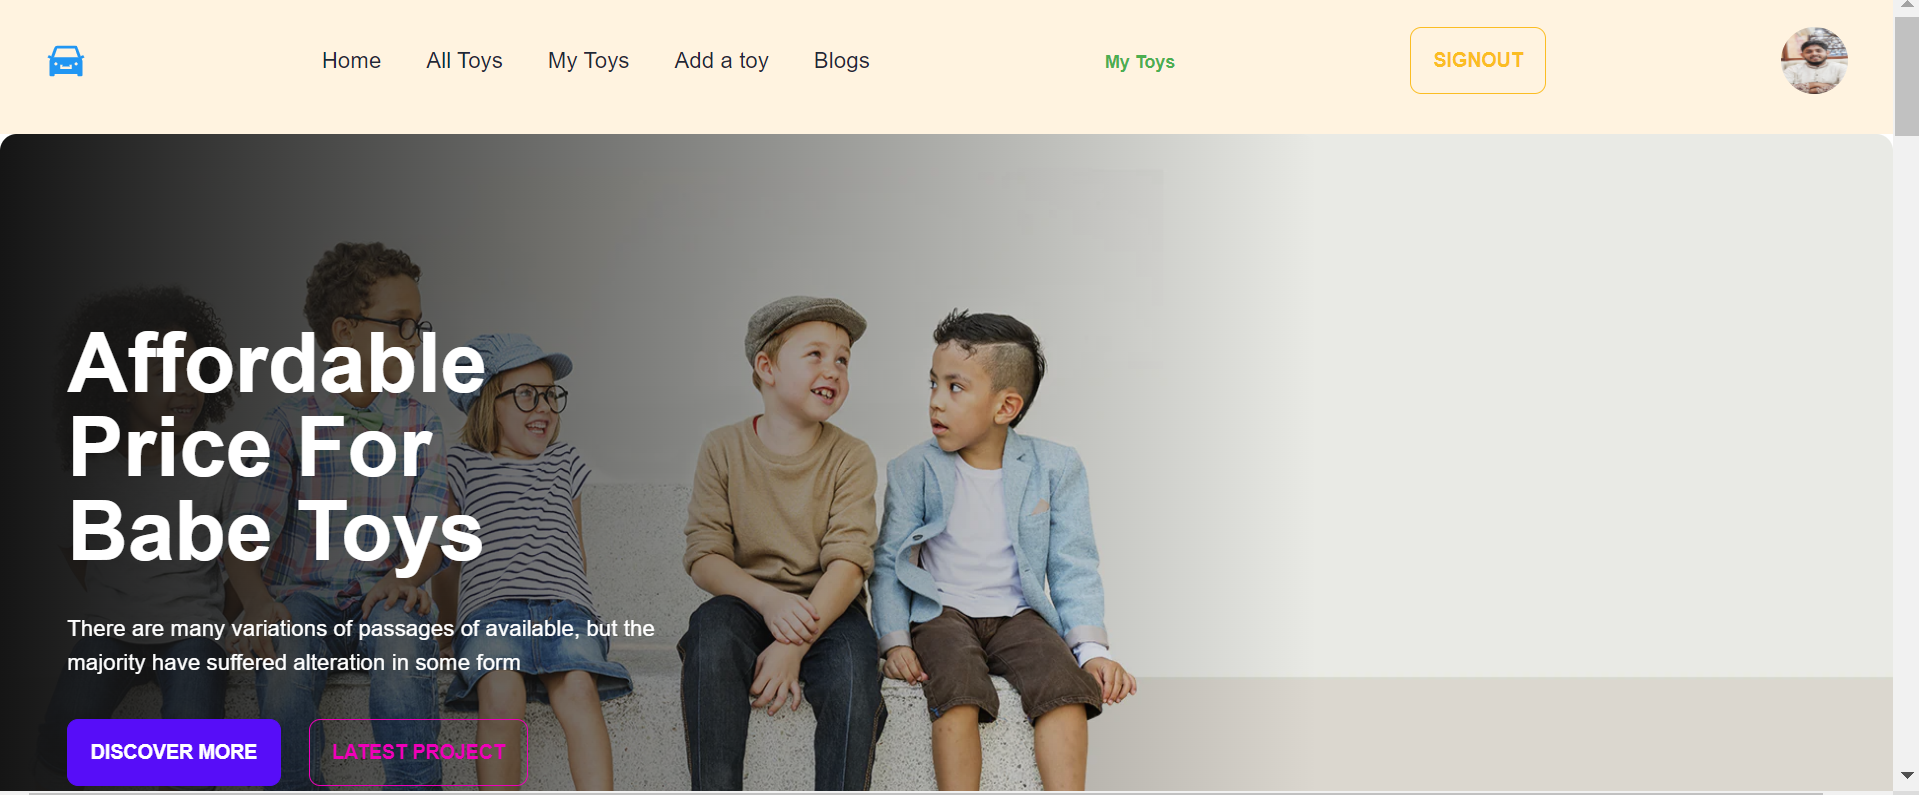 Home All Toys My Toys Add a toy Blogs My Toys SIGNOUT
Affordable
Price For
Babe Toys
There are many variations of passages of available, but the
majority have suffered alteration in some form
DISCOVER MORE LATEST PROJECT